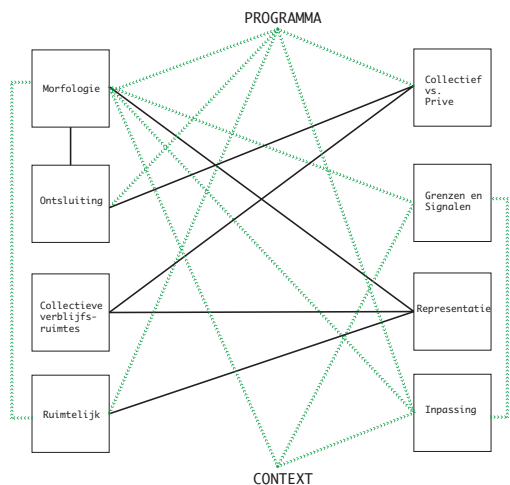 PROGRAMMA
Morfologie
Collectief
vs.
Prive
Ontsluiting
Grenzen en
Signalen
Collectieve
verblijfs-
ruimtes
Representatie
Ruimtelijk
Inpassing
CONTEXT